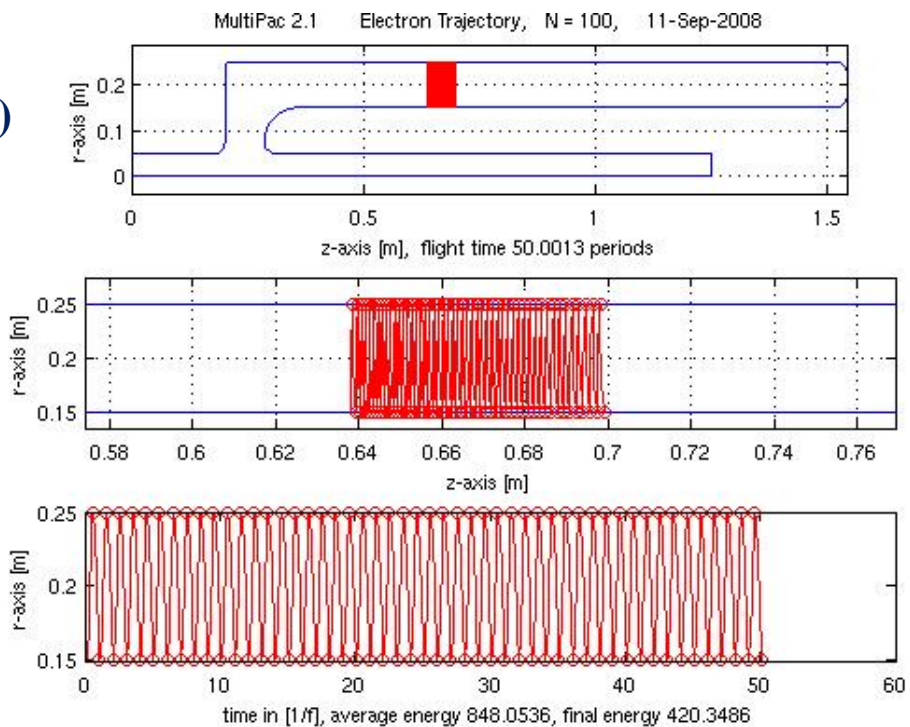 MultiPac 2.1 Electron Trajectory, N = 100, 11-Sep-2008
)
r-axis [m]
0.2
0.1
0
0 0.5 1 1.5
z-axis [m], flight time 50.0013 periods
r-axis [m]
0.25
0.2
0.15
0.58 0.6 0.62 0.64 0.66 0.68 0.7 0.72 0.74 0.76
z-axis [m]
r-axis [m]
0.25
0.2
0.15
0 10 20 30 40 50 60
time in [1/f], average energy 848.0536, final energy 420.3486